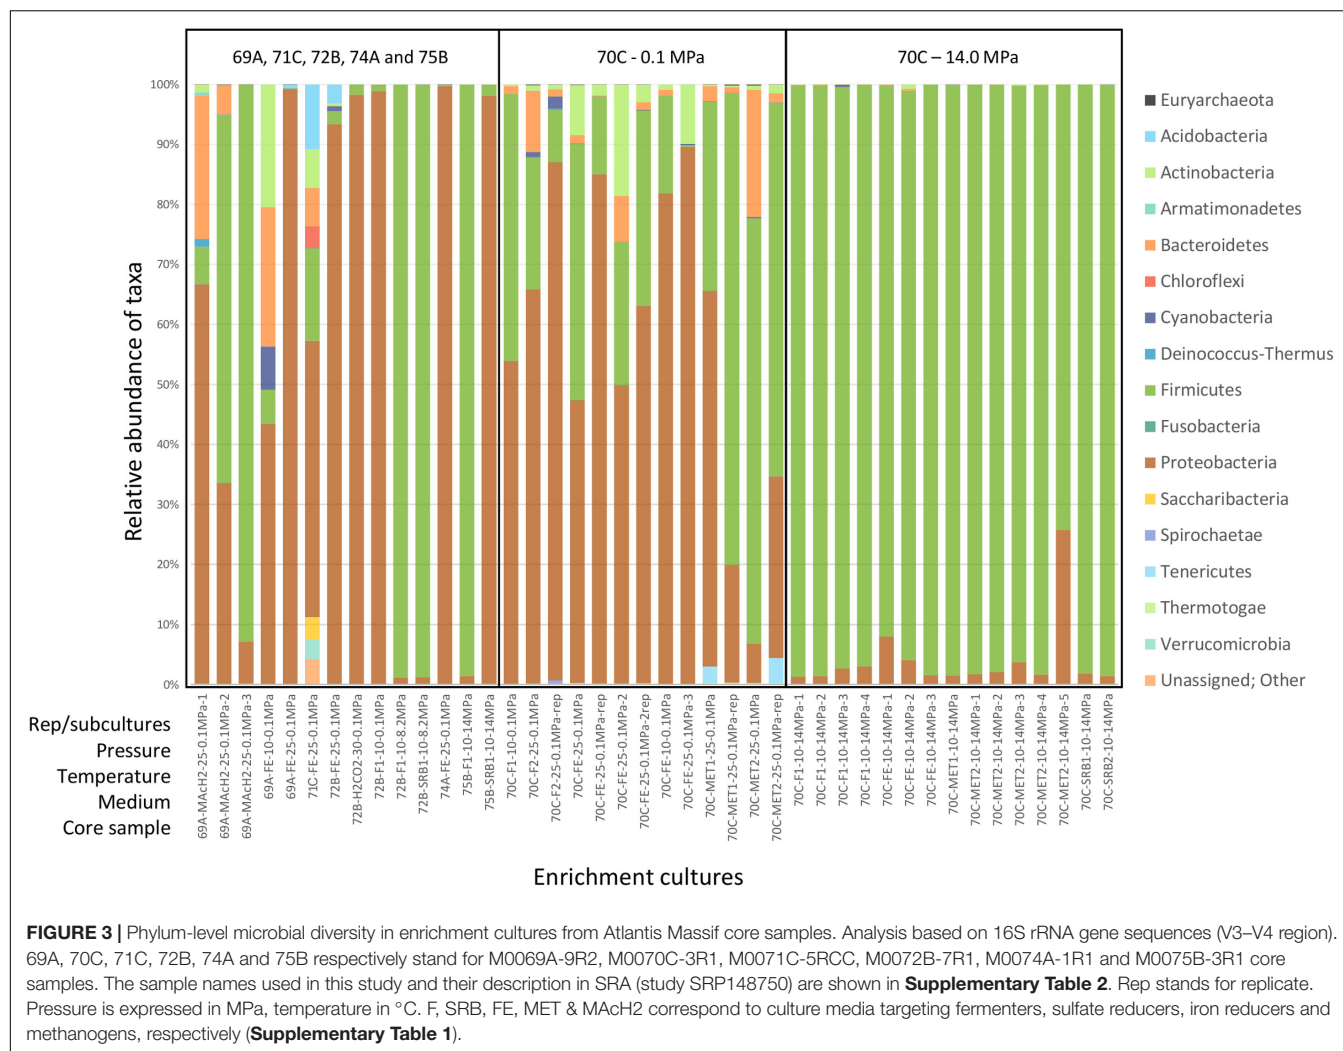 69A, 71C, 72B, 74A and 75B
70C - 0.1 MPa
70C – 14.0 MPa
Relative abundance of taxa
100%
90%
80%
70%
60%
50%
40%
30%
20%
10%
0%
Euryarchaeota
Acidobacteria
Actinobacteria
Armatimonadetes
Bacteroidetes
Chloroflexi
Cyanobacteria
Deinococcus-Thermus
Firmicutes
Fusobacteria
Proteobacteria
Saccharibacteria
Spirochaetae
Tenericutes
Thermotogae
Verrucomicrobia
Unassigned; Other
Rep/subcultures
Pressure
Temperature
Medium
Core sample
69A-MAcH2-25-0.1MPa-1
69A-MAcH2-25-0.1MPa-2
69A-MAcH2-25-0.1MPa-3
69A-FE-10-0.1MPa
69A-FE-25-0.1MPa
71C-FE-25-0.1MPa
72B-FE-25-0.1MPa
72B-H2CO2-30-0.1MPa
72B-F1-10-0.1MPa
72B-F1-10-8.2MPa
72B-SRB1-10-8.2MPa
74A-FE-25-0.1MPa
75B-F1-10-14MPa
75B-SRB1-10-14MPa
70C-F1-10-0.1MPa
70C-F2-25-0.1MPa
70C-F2-25-0.1MPa-rep
70C-FE-25-0.1MPa
70C-FE-25-0.1MPa-rep
70C-FE-25-0.1MPa-2
70C-FE-25-0.1MPa-2rep
70C-FE-10-0.1MPa
70C-FE-25-0.1MPa-3
70C-MET1-25-0.1MPa
70C-MET1-25-0.1MPa-rep
70C-MET2-25-0.1MPa
70C-MET2-25-0.1MPa-rep
70C-F1-10-14MPa-1
70C-F1-10-14MPa-2
70C-F1-10-14MPa-3
70C-F1-10-14MPa-4
70C-FE-10-14MPa-1
70C-FE-10-14MPa-2
70C-FE-10-14MPa-3
70C-MET1-10-14MPa
70C-MET2-10-14MPa-1
70C-MET2-10-14MPa-2
70C-MET2-10-14MPa-3
70C-MET2-10-14MPa-4
70C-MET2-10-14MPa-5
70C-SRB1-10-14MPa
70C-SRB2-10-14MPa
Enrichment cultures
FIGURE 3 | Phylum-level microbial diversity in enrichment cultures from Atlantis Massif core samples. Analysis based on 16S rRNA gene sequences (V3–V4 region).
69A, 70C, 71C, 72B, 74A and 75B respectively stand for M0069A-9R2, M0070C-3R1, M0071C-5RCC, M0072B-7R1, M0074A-1R1 and M0075B-3R1 core
samples. The sample names used in this study and their description in SRA (study SRP148750) are shown in Supplementary Table 2. Rep stands for replicate.
Pressure is expressed in MPa, temperature in °C. F, SRB, FE, MET & MAcH2 correspond to culture media targeting fermenters, sulfate reducers, iron reducers and
methanogens, respectively (Supplementary Table 1).